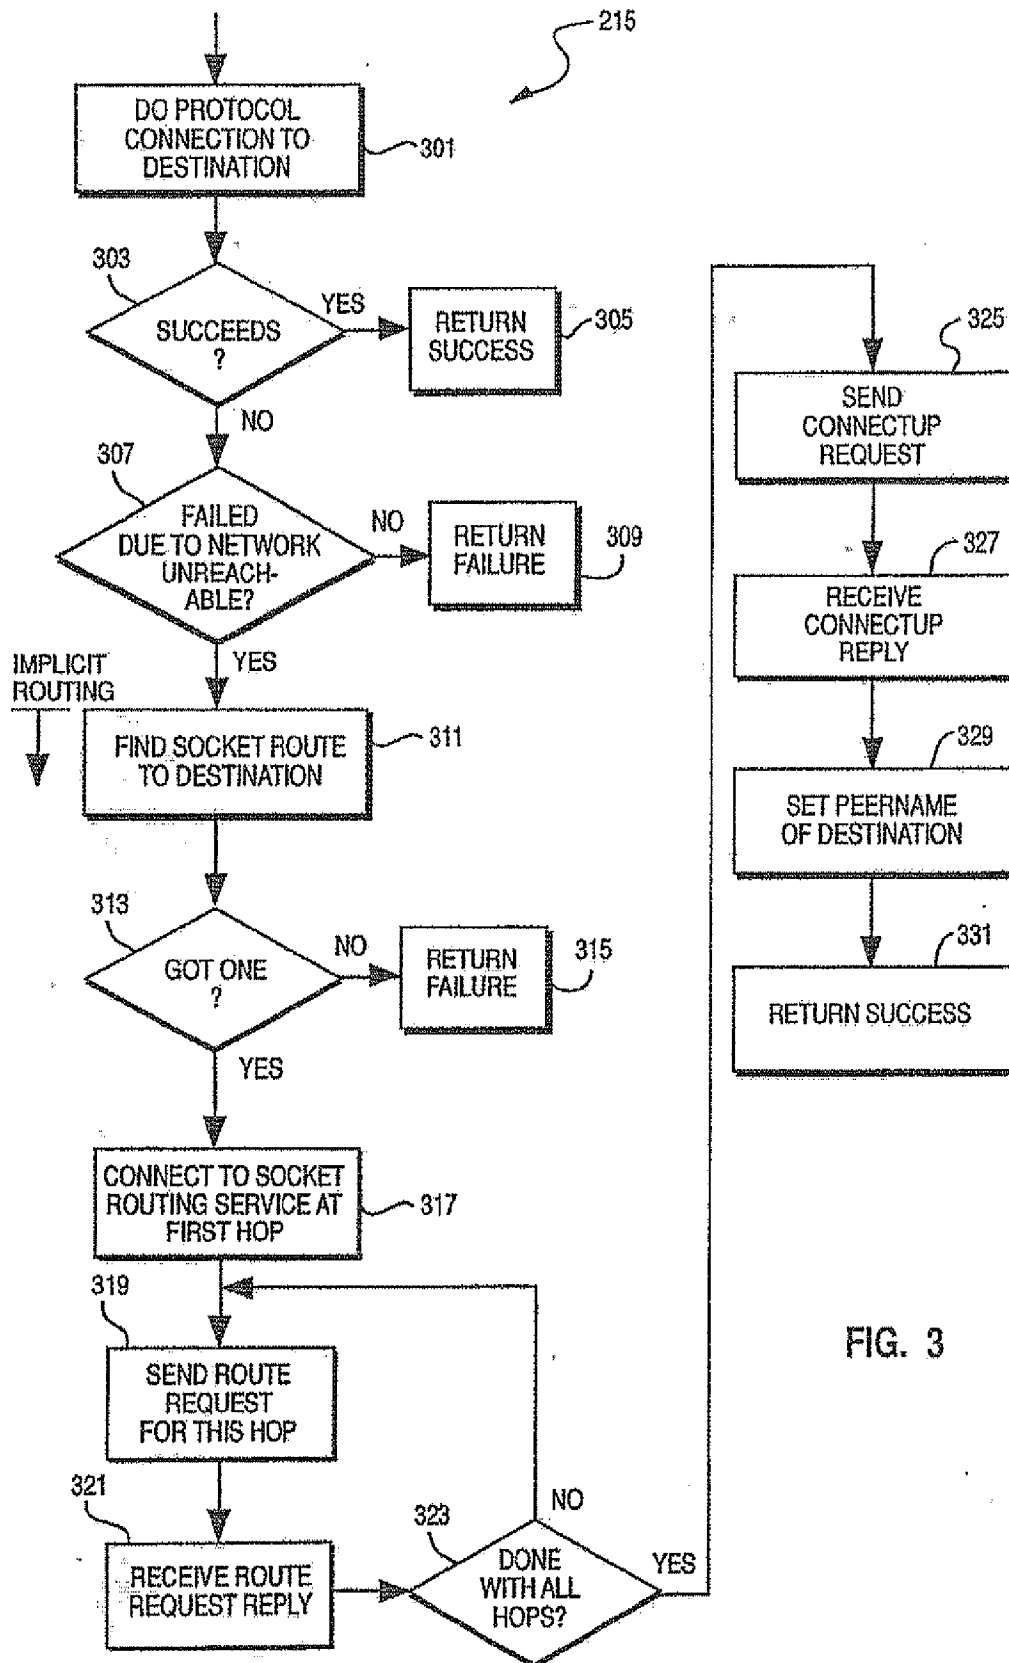 215
DO PROTOCOL
CONNECTION TO
DESTINATION
301
303
SUCCEEDS
?
YES
RETURN
SUCCESS
305
NO
307
FAILED
DUE TO NETWORK
UNREACH-
ABLE?
NO
RETURN
FAILURE
309
YES
IMPLICIT
ROUTING
FIND SOCKET ROUTE
TO DESTINATION
311
313
GOT ONE
?
NO
RETURN
FAILURE
315
YES
CONNECT TO SOCKET
ROUTING SERVICE AT
FIRST HOP
317
319
SEND ROUTE
REQUEST
FOR THIS HOP
321
RECEIVE ROUTE
REQUEST REPLY
323
DONE
WITH ALL
HOPS?
NO
YES
325
SEND
CONNECTUP
REQUEST
327
RECEIVE
CONNECTUP
REPLY
329
SET PEERNAME
OF DESTINATION
331
RETURN SUCCESS
FIG. 3